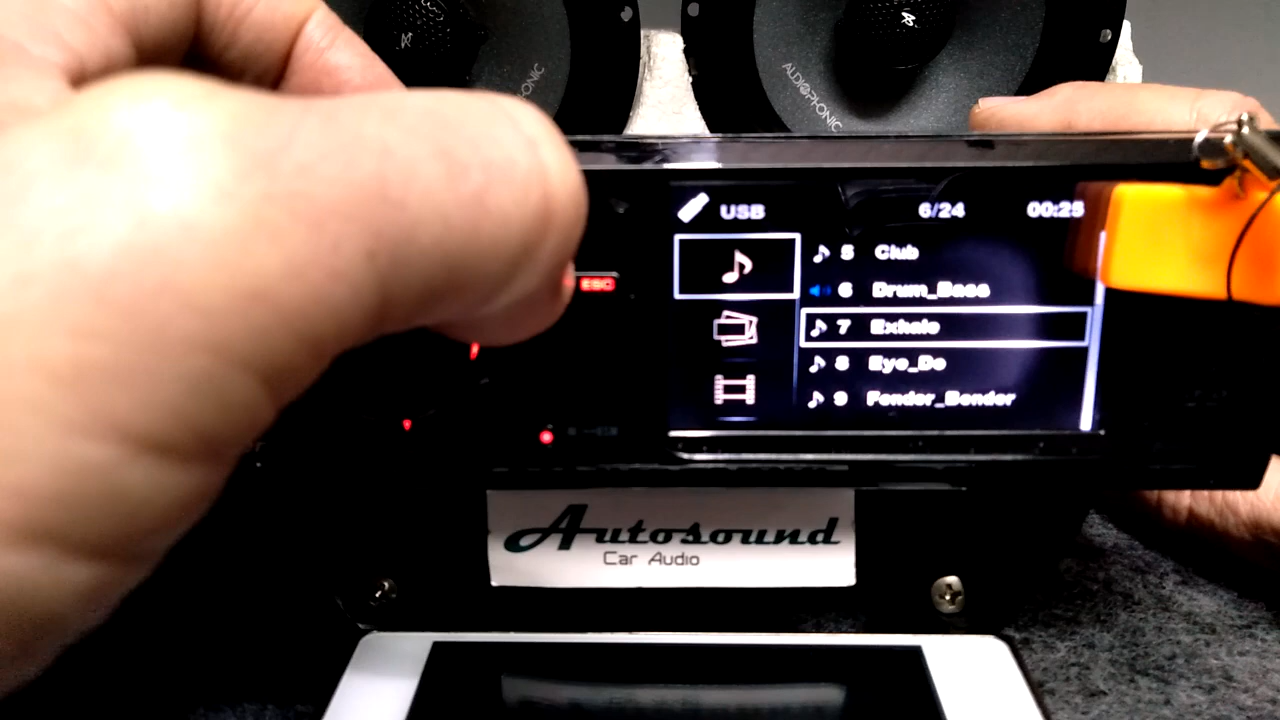 AUDIOPHONIC
USB 6/24 00:25
5 Club
6 Drum_Bass
ESC
7 Exhale
8 Eye_Do
9 Fender_Bender
Autosound
Car Audio